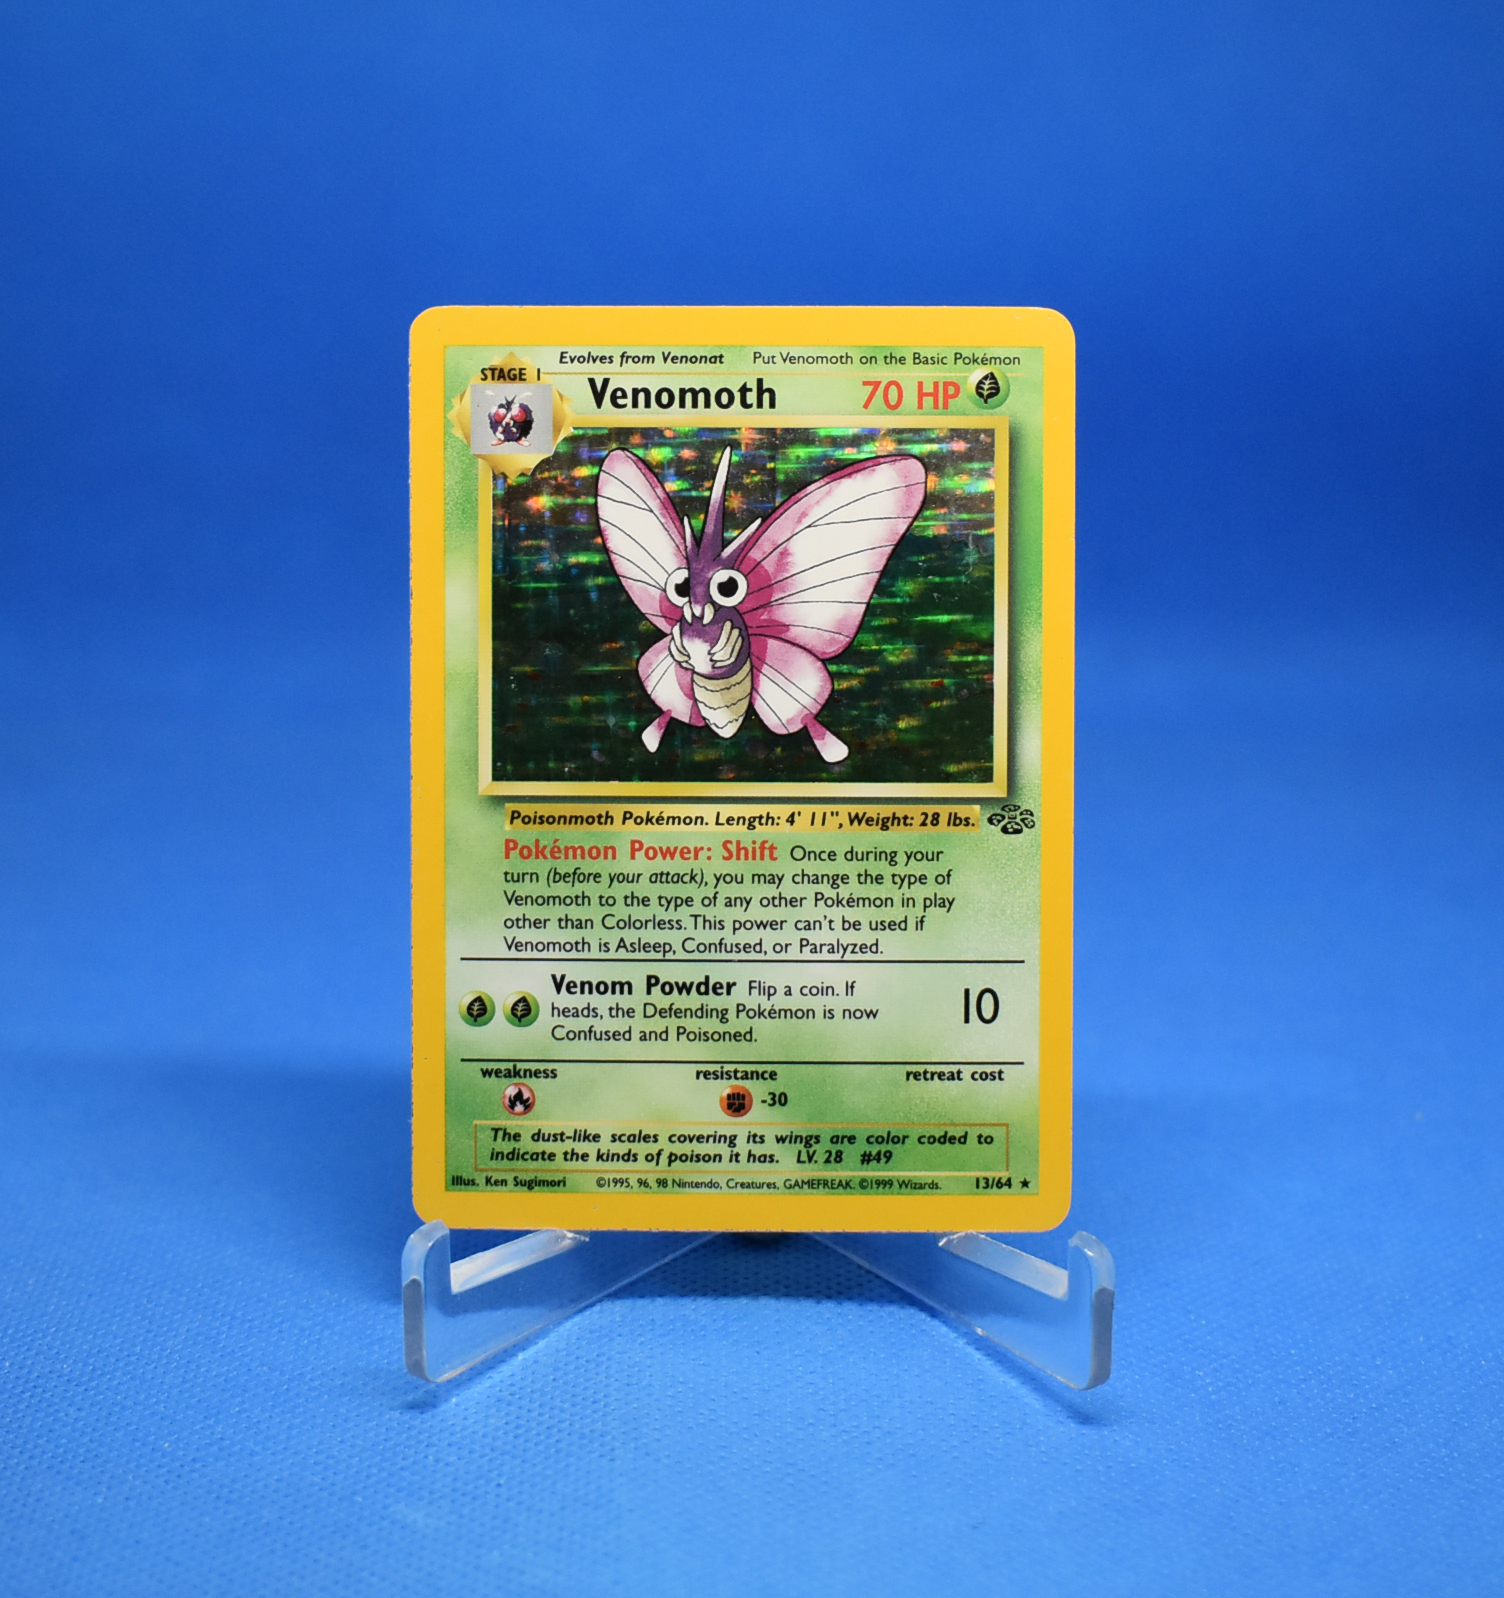 Evolves from Venonat Put Venomoth on the Basic Pokémon
STAGE 1
Venomoth 70 HP
Poisonmoth Pokémon. Length: 4' 11", Weight: 28 lbs.
Pokémon Power: Shift Once during your
turn (before your attack), you may change the type of
Venomoth to the type of any other Pokémon in play
other than Colorless. This power can't be used if
Venomoth is Asleep, Confused, or Paralyzed.
Venom Powder Flip a coin. If
heads, the Defending Pokémon is now
Confused and Poisoned.
10
weakness resistance retreat cost
-30
The dust-like scales covering its wings are color coded to
indicate the kinds of poison it has. LV. 28 #49
Illus. Ken Sugimori ©1995, 96, 98 Nintendo, Creatures, GAMEFREAK. ©1999 Wizards. 13/64 ★